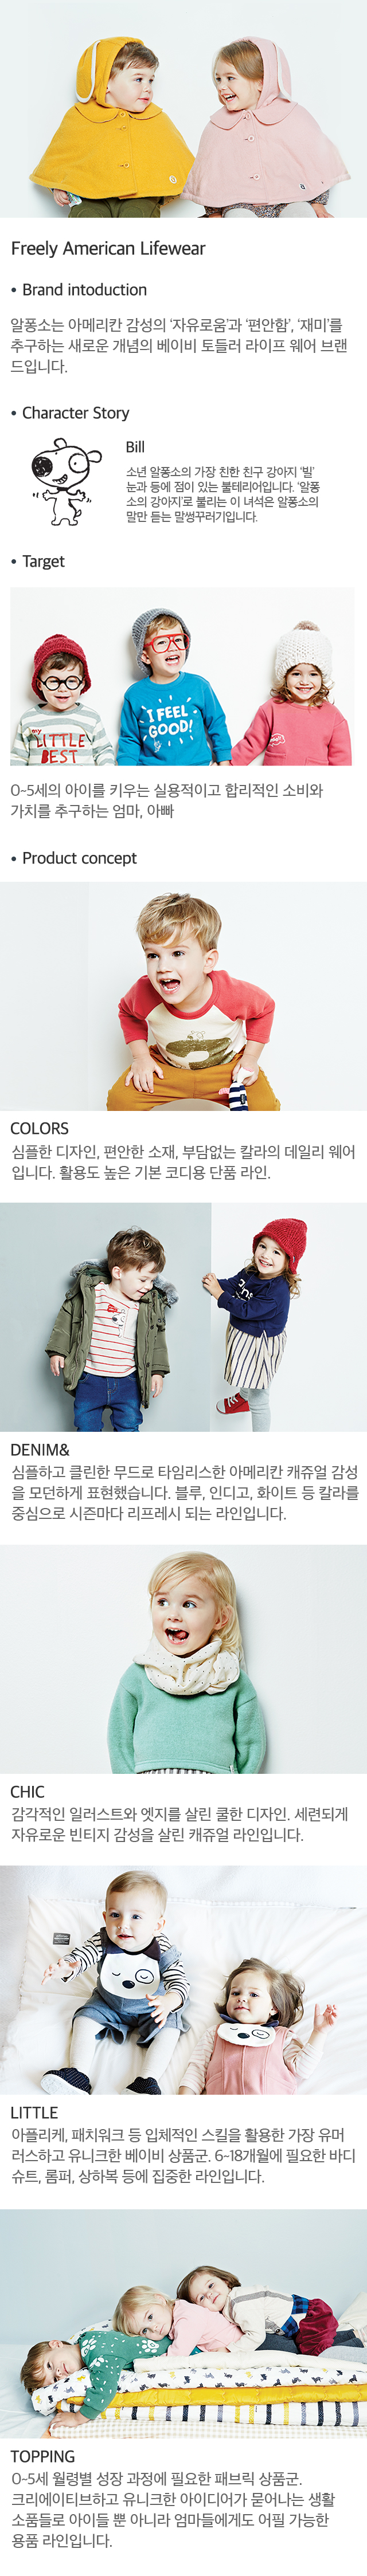 Freely American Lifewear
• Brand intoduction
알퐁소는 아메리칸 감성의 '자유로움'과 '편안함', '재미'를
추구하는 새로운 개념의 베이비 토들러 라이프 웨어 브랜
드입니다.
• Character Story
Bill
소년 알퐁소의 가장 친한 친구 강아지 '빌'
눈과 등에 점이 있는 불테리어입니다. '알퐁
소의 강아지'로 불리는 이 녀석은 알퐁소의
말만 듣는 말썽꾸러기입니다.
• Target
my
LITTLE
BEST
I FEEL
GOOD!
0~5세의 아이를 키우는 실용적이고 합리적인 소비와
가치를 추구하는 엄마, 아빠
• Product concept
COLORS
심플한 디자인, 편안한 소재, 부담없는 칼라의 데일리 웨어
입니다. 활용도 높은 기본 코디용 단품 라인.
DENIM&
심플하고 클린한 무드로 타임리스한 아메리칸 캐쥬얼 감성
을 모던하게 표현했습니다. 블루, 인디고, 화이트 등 칼라를
중심으로 시즌마다 리프레시 되는 라인입니다.
CHIC
감각적인 일러스트와 엣지를 살린 쿨한 디자인. 세련되게
자유로운 빈티지 감성을 살린 캐쥬얼 라인입니다.
LITTLE
아플리케, 패치워크 등 입체적인 스킬을 활용한 가장 유머
러스하고 유니크한 베이비 상품군. 6~18개월에 필요한 바디
슈트, 롬퍼, 상하복 등에 집중한 라인입니다.
TOPPING
0~5세 월령별 성장 과정에 필요한 패브릭 상품군.
크리에이티브하고 유니크한 아이디어가 묻어나는 생활
소품들로 아이들 뿐 아니라 엄마들에게도 어필 가능한
용품 라인입니다.